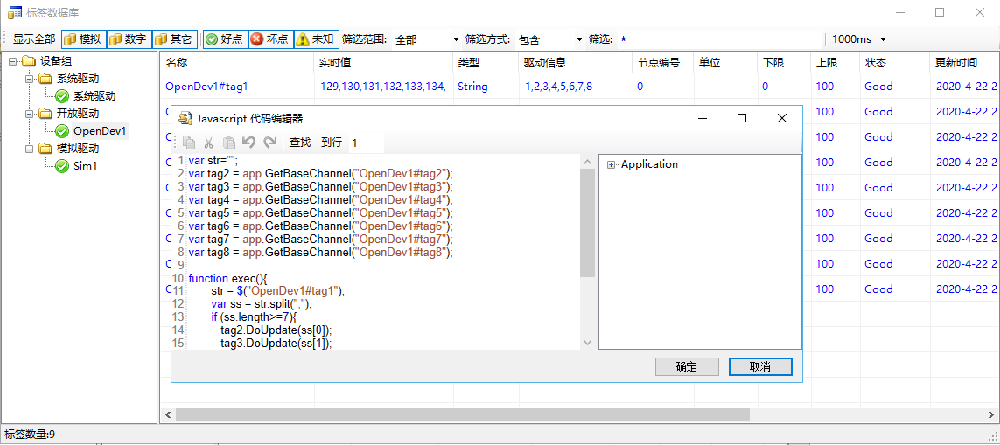 标签数据库
显示全部 模拟 数字 其它 好点 坏点 未知 筛选范围: 全部 筛选方式: 包含 筛选: * 1000ms
设备组
系统驱动
系统驱动
开放驱动
OpenDev1
模拟驱动
Sim1
名称 实时值 类型 驱动信息 节点编号 单位 下限 上限 状态 更新时间
OpenDev1#tag1 129,130,131,132,133,134, String 1,2,3,4,5,6,7,8 0 0 100 Good 2020-4-22 2
100 Good 2020-4-22 2
100 Good 2020-4-22 2
100 Good 2020-4-22 2
100 Good 2020-4-22 2
100 Good 2020-4-22 2
100 Good 2020-4-22 2
100 Good 2020-4-22 2
100 Good 2020-4-22 2
Javascript 代码编辑器
查找 到行 1
1 var str="";
2 var tag2 = app.GetBaseChannel("OpenDev1#tag2");
3 var tag3 = app.GetBaseChannel("OpenDev1#tag3");
4 var tag4 = app.GetBaseChannel("OpenDev1#tag4");
5 var tag5 = app.GetBaseChannel("OpenDev1#tag5");
6 var tag6 = app.GetBaseChannel("OpenDev1#tag6");
7 var tag7 = app.GetBaseChannel("OpenDev1#tag7");
8 var tag8 = app.GetBaseChannel("OpenDev1#tag8");
9
10 function exec(){
11 str = $("OpenDev1#tag1");
12 var ss = str.split(",");
13 if (ss.length>=7){
14 tag2.DoUpdate(ss[0]);
15 tag3.DoUpdate(ss[1]);
Application
确定 取消
标签数量:9